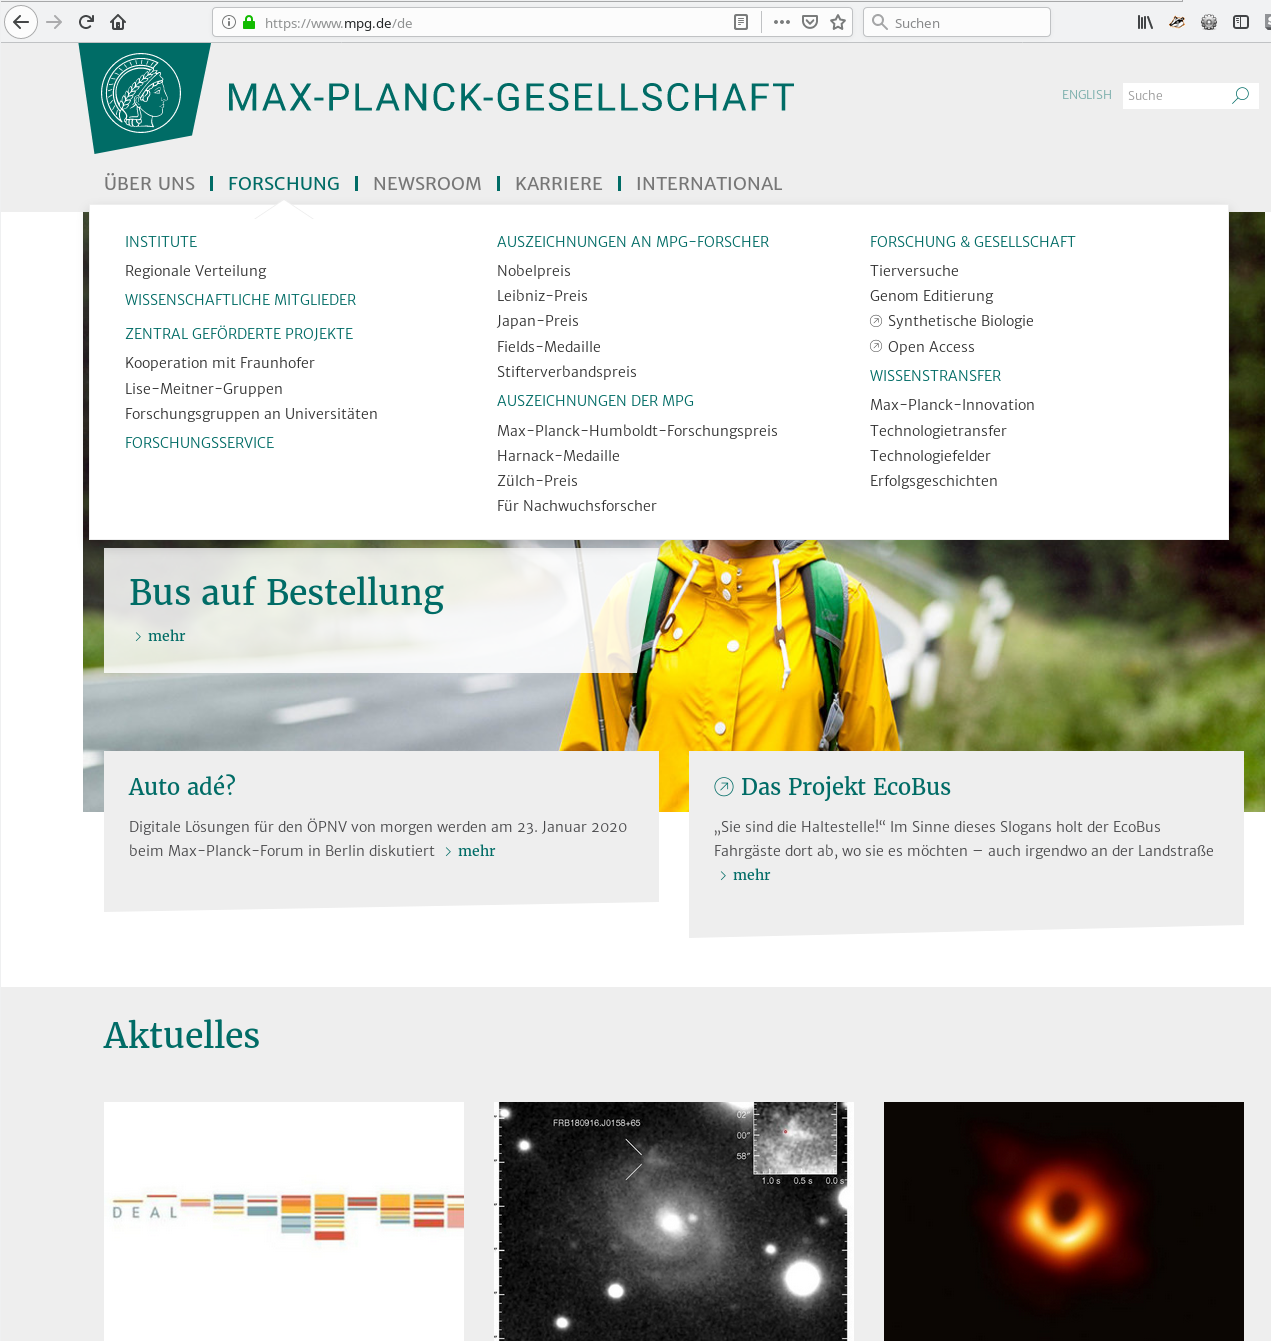 https://www.mpg.de/de
Suchen
MAX-PLANCK-GESELLSCHAFT
ENGLISH
Suche
ÜBER UNS
FORSCHUNG
NEWSROOM
KARRIERE
INTERNATIONAL
INSTITUTE
Regionale Verteilung
WISSENSCHAFTLICHE MITGLIEDER
ZENTRAL GEFÖRDERTE PROJEKTE
Kooperation mit Fraunhofer
Lise-Meitner-Gruppen
Forschungsgruppen an Universitäten
FORSCHUNGSSERVICE
AUSZEICHNUNGEN AN MPG-FORSCHER
Nobelpreis
Leibniz-Preis
Japan-Preis
Fields-Medaille
Stifterverbandspreis
AUSZEICHNUNGEN DER MPG
Max-Planck-Humboldt-Forschungspreis
Harnack-Medaille
Zülch-Preis
Für Nachwuchsforscher
FORSCHUNG & GESELLSCHAFT
Tierversuche
Genom Editierung
Synthetische Biologie
Open Access
WISSENSTRANSFER
Max-Planck-Innovation
Technologietransfer
Technologiefelder
Erfolgsgeschichten
Bus auf Bestellung
mehr
Auto adé?
Digitale Lösungen für den ÖPNV von morgen werden am 23. Januar 2020
beim Max-Planck-Forum in Berlin diskutiert mehr
Das Projekt EcoBus
„Sie sind die Haltestelle!“ Im Sinne dieses Slogans holt der EcoBus
Fahrgäste dort ab, wo sie es möchten – auch irgendwo an der Landstraße
mehr
Aktuelles
DEAL
FRB180916.J0158+65
02"
00"
58"
1.0 s 0.5 s 0.0 s